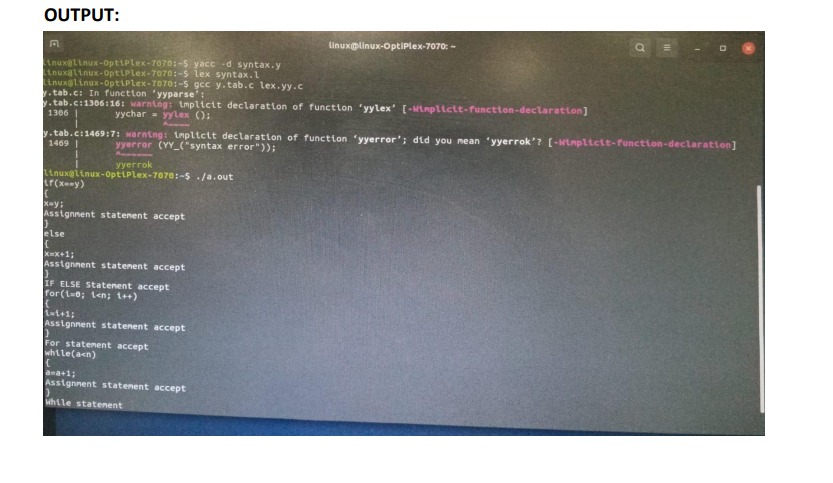 OUTPUT:
linux@linux-OptiPlex-7070: ~
linux@linux-OptiPlex-7070:~$ yacc -d syntax.y
linux@linux-OptiPlex-7070:~$ lex syntax.l
linux@linux-OptiPlex-7070:~$ gcc y.tab.c lex.yy.c
y.tab.c: In function ‘yyparse’:
y.tab.c:1306:16: warning: implicit declaration of function ‘yylex’ [-Wimplicit-function-declaration]
1306 | yychar = yylex ();
| ^~~~~
y.tab.c:1469:7: warning: implicit declaration of function ‘yyerror’; did you mean ‘yyerrok’? [-Wimplicit-function-declaration]
1469 | yyerror (YY_("syntax error"));
| ^~~~~~~
| yyerrok
linux@linux-OptiPlex-7070:~$ ./a.out
if(x==y)
{
x=y;
Assignment statement accept
}
else
{
x=x+1;
Assignment statement accept
}
IF ELSE Statement accept
for(i=0; i<n; i++)
{
i=i+1;
Assignment statement accept
}
For statement accept
while(a<n)
{
a=a+1;
Assignment statement accept
}
While statement